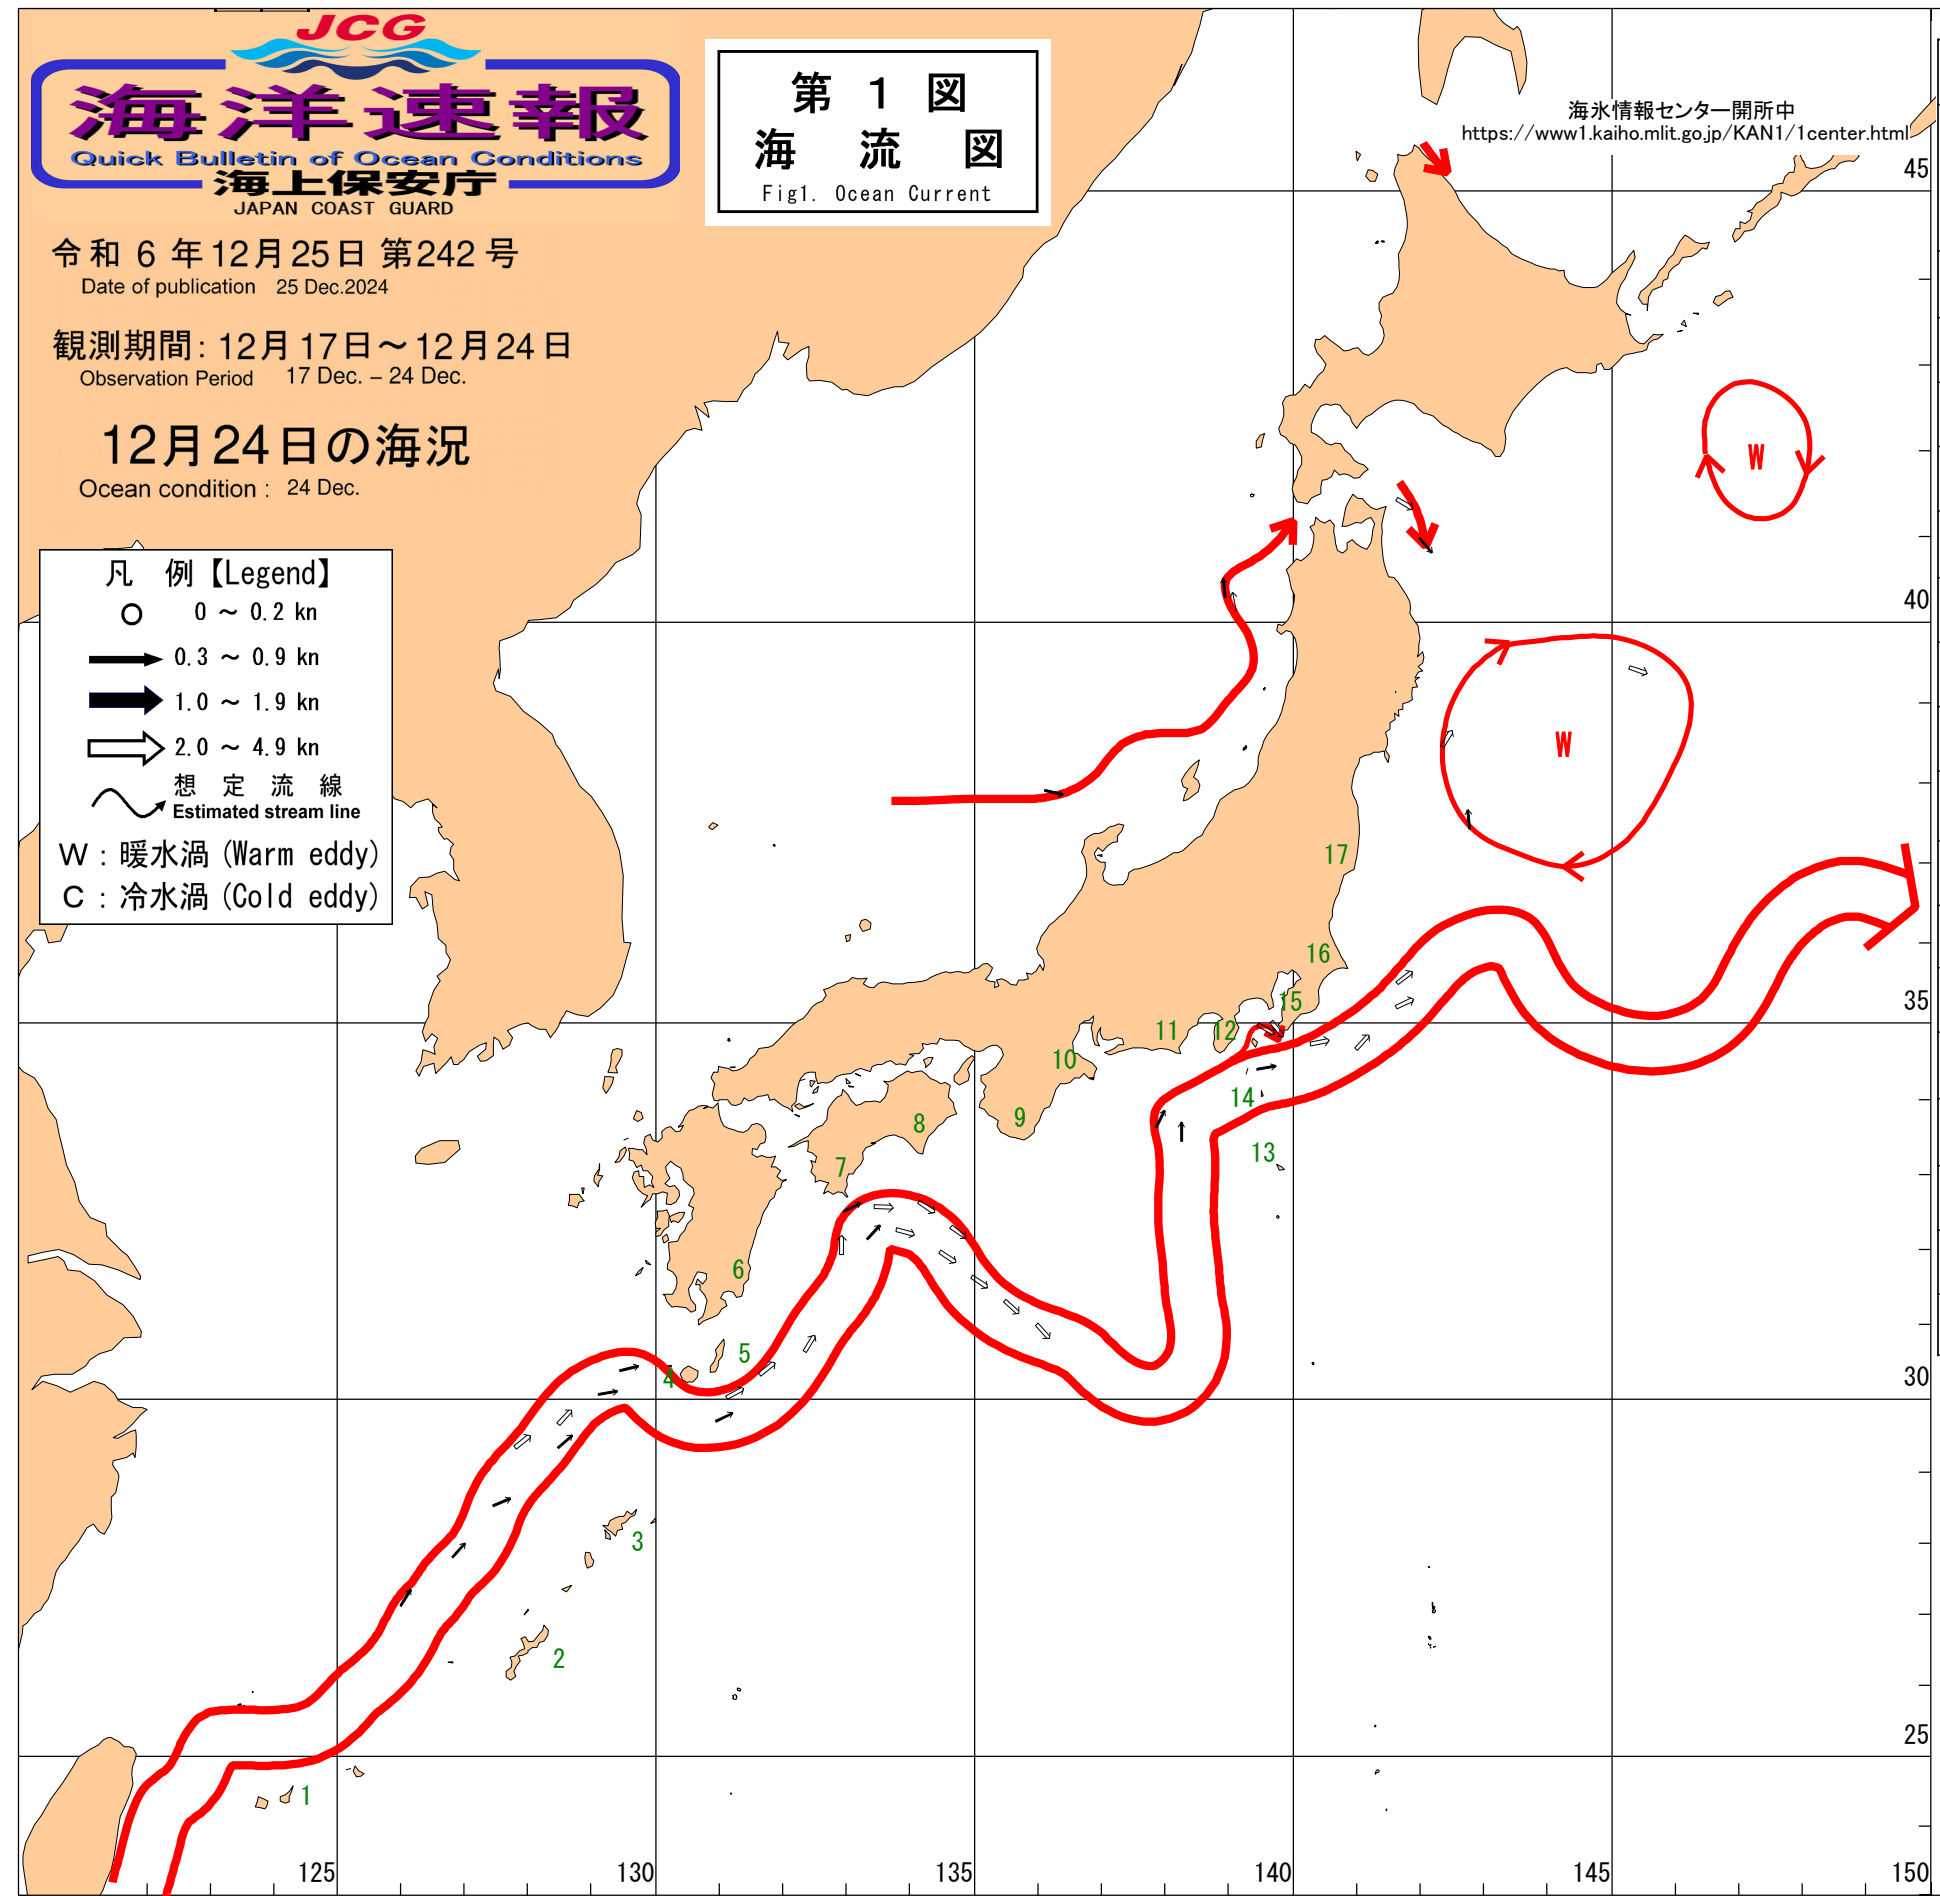 JCG
海洋速報
Quick Bulletin of Ocean Conditions
海上保安庁
JAPAN COAST GUARD
令和 6 年12月25日 第242号
Date of publication 25 Dec.2024
観測期間: 12月17日～12月24日
Observation Period 17 Dec. – 24 Dec.
12月24日の海況
Ocean condition : 24 Dec.
第 1 図
海 流 図
Fig1. Ocean Current
海氷情報センター開所中
https://www1.kaiho.mlit.go.jp/KAN1/1center.html
凡 例【Legend】
0 ～ 0.2 kn
0.3 ～ 0.9 kn
1.0 ～ 1.9 kn
2.0 ～ 4.9 kn
想 定 流 線
Estimated stream line
W : 暖水渦 (Warm eddy)
C : 冷水渦 (Cold eddy)
45
W
40
W
17
16
35
15
12
11
10
14
9
8
13
7
6
5
4
30
3
2
25
1
125
130
135
140
145
150